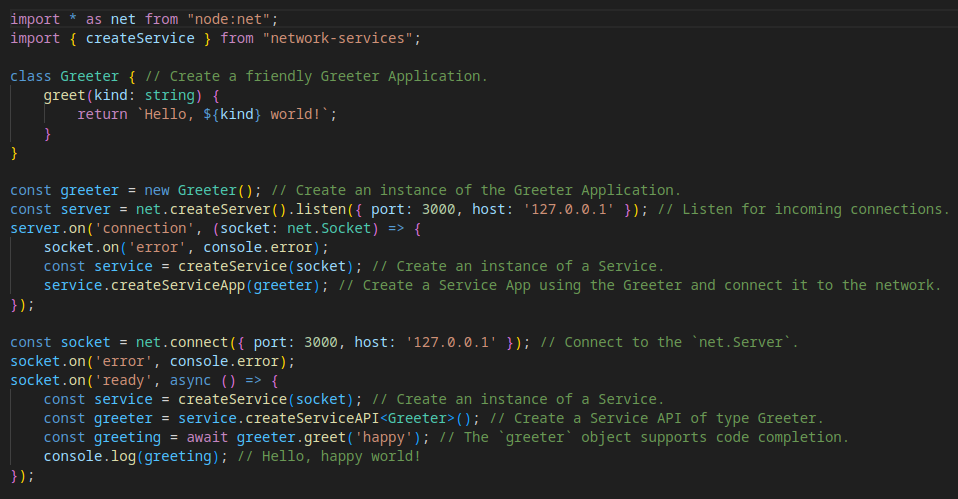 import * as net from "node:net";
import { createService } from "network-services";

class Greeter { // Create a friendly Greeter Application.
    greet(kind: string) {
        return `Hello, ${kind} world!`;
    }
}

const greeter = new Greeter(); // Create an instance of the Greeter Application.
const server = net.createServer().listen({ port: 3000, host: '127.0.0.1' }); // Listen for incoming connections.
server.on('connection', (socket: net.Socket) => {
    socket.on('error', console.error);
    const service = createService(socket); // Create an instance of a Service.
    service.createServiceApp(greeter); // Create a Service App using the Greeter and connect it to the network.
});

const socket = net.connect({ port: 3000, host: '127.0.0.1' }); // Connect to the `net.Server`.
socket.on('error', console.error);
socket.on('ready', async () => {
    const service = createService(socket); // Create an instance of a Service.
    const greeter = service.createServiceAPI<Greeter>(); // Create a Service API of type Greeter.
    const greeting = await greeter.greet('happy'); // The `greeter` object supports code completion.
    console.log(greeting); // Hello, happy world!
});